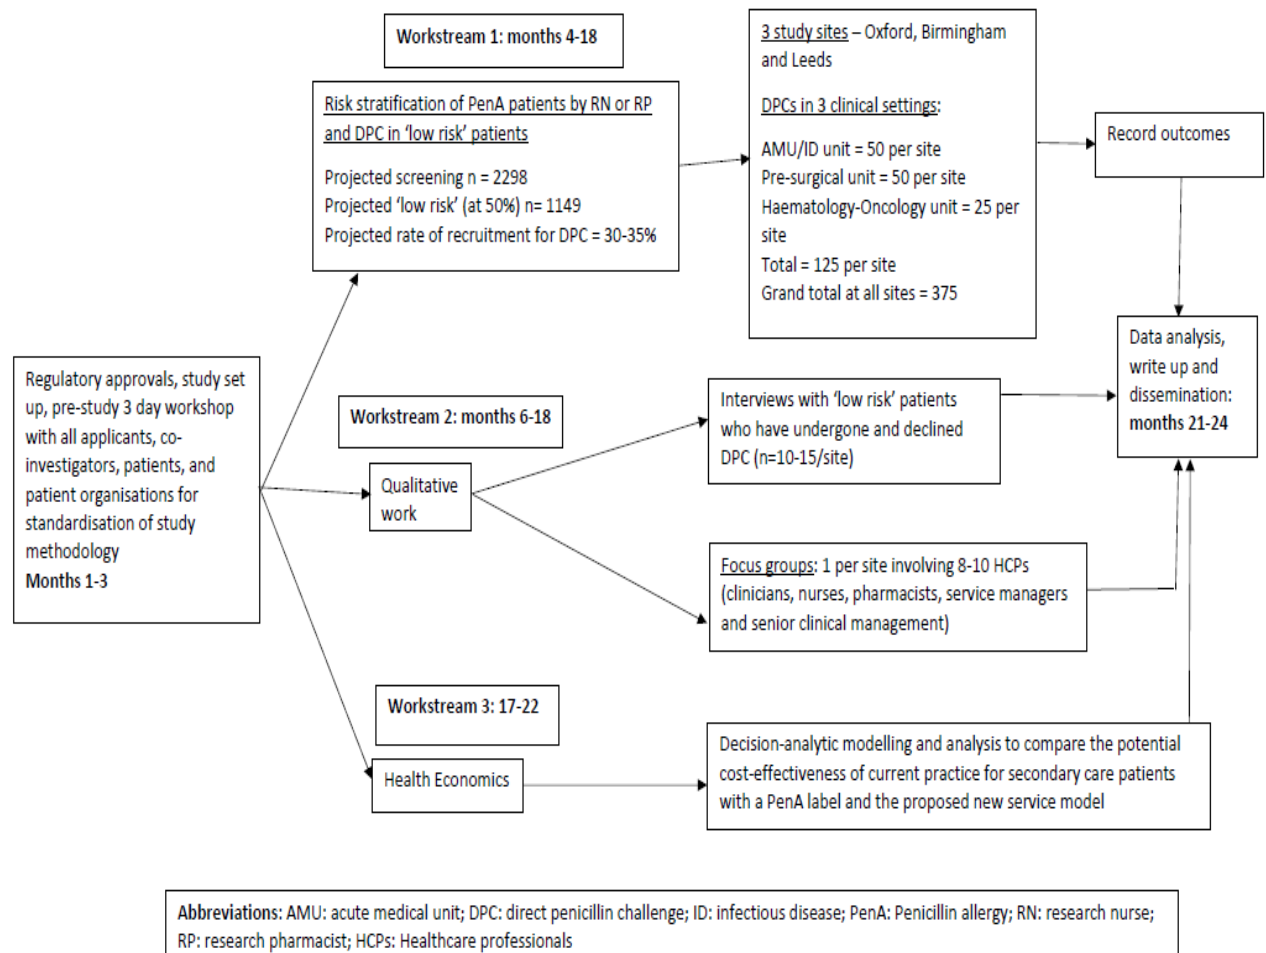 Workstream 1: months 4-18
Risk stratification of PenA patients by RN or RP
and DPC in ‘low risk’ patients
Projected screening n = 2298
Projected ‘low risk’ (at 50%) n= 1149
Projected rate of recruitment for DPC = 30-35%
3 study sites – Oxford, Birmingham
and Leeds
DPCs in 3 clinical settings:
AMU/ID unit = 50 per site
Pre-surgical unit = 50 per site
Haematology-Oncology unit = 25 per
site
Total = 125 per site
Grand total at all sites = 375
Record outcomes
Regulatory approvals, study set
up, pre-study 3 day workshop
with all applicants, co-
investigators, patients, and
patient organisations for
standardisation of study
methodology
Months 1-3
Workstream 2: months 6-18
Qualitative
work
Interviews with ‘low risk’ patients
who have undergone and declined
DPC (n=10-15/site)
Focus groups: 1 per site involving 8-10 HCPs
(clinicians, nurses, pharmacists, service managers
and senior clinical management)
Data analysis,
write up and
dissemination:
months 21-24
Workstream 3: 17-22
Health Economics
Decision-analytic modelling and analysis to compare the potential
cost-effectiveness of current practice for secondary care patients
with a PenA label and the proposed new service model
Abbreviations: AMU: acute medical unit; DPC: direct penicillin challenge; ID: infectious disease; PenA: Penicillin allergy; RN: research nurse;
RP: research pharmacist; HCPs: Healthcare professionals